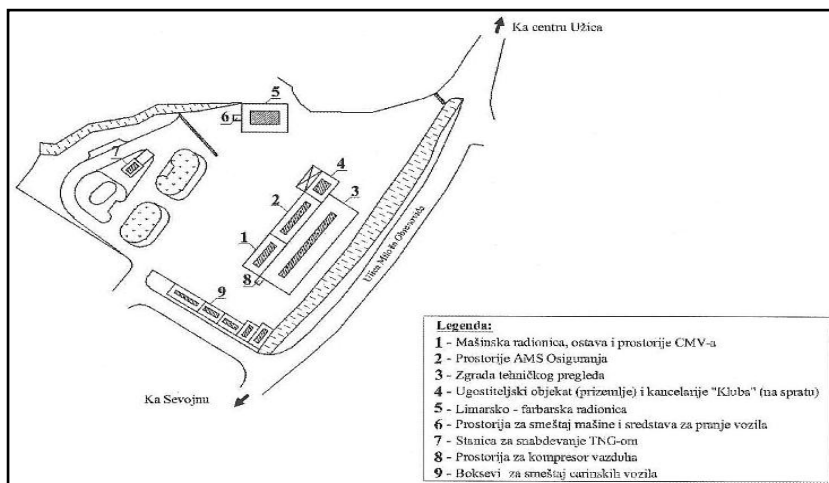 Ka centru Užica
5
6
7
4
3
2
1
8
9
Ulica Miloša Obrenovića
Ka Sevojnu
Legenda:
1 - Mašinska radionica, ostava i prostorije CMV-a
2 - Prostorije AMS Osiguranja
3 - Zgrada tehničkog pregleda
4 - Ugostiteljski objekat (prizemlje) i kancelarije "Kluba" (na spratu)
5 - Limarsko - farbarska radionica
6 - Prostorija za smeštaj mašine i sredstava za pranje vozila
7 - Stanica za snabdevanje TNG-om
8 - Prostorija za kompresor vazduha
9 - Boksevi za smeštaj carinskih vozila